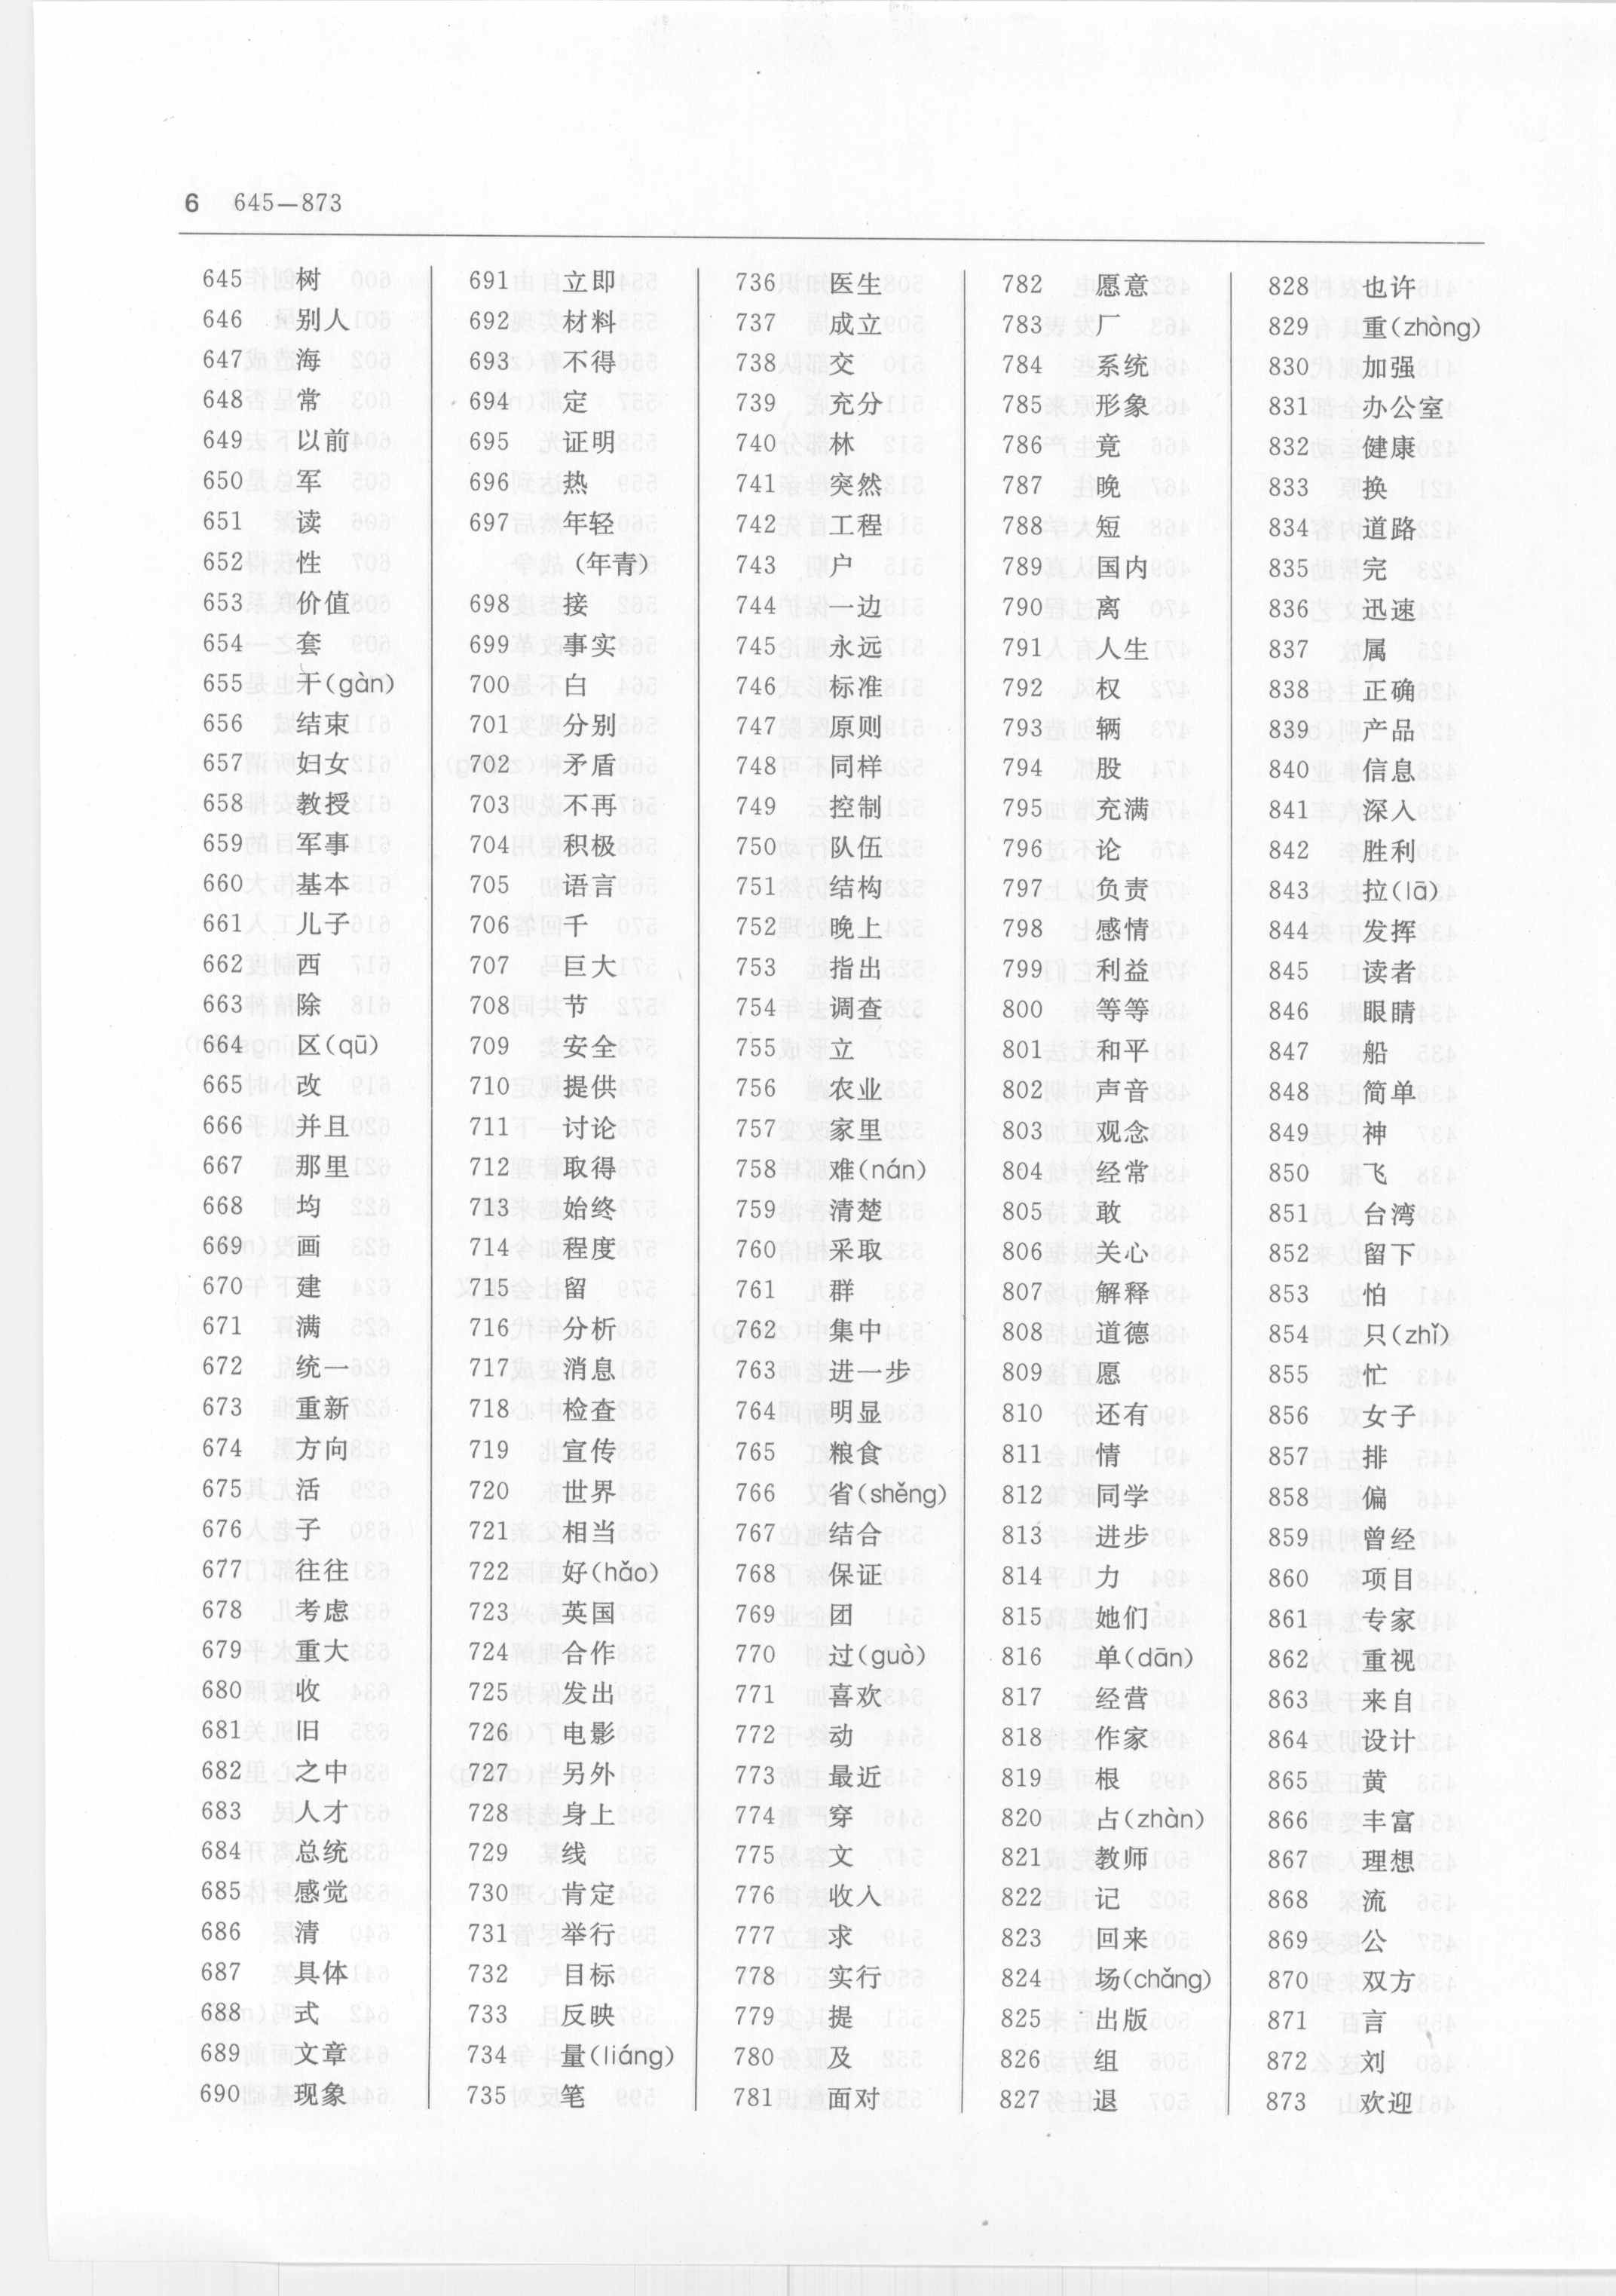 6 645—873
645 树
646 别人
647 海
648 常
649 以前
650 军
651 读
652 性
653 价值
654 套
655 干(gàn)
656 结束
657 妇女
658 教授
659 军事
660 基本
661 儿子
662 西
663 除
664 区(qū)
665 改
666 并且
667 那里
668 均
669 画
670 建
671 满
672 统一
673 重新
674 方向
675 活
676 子
677 往往
678 考虑
679 重大
680 收
681 旧
682 之中
683 人才
684 总统
685 感觉
686 清
687 具体
688 式
689 文章
690 现象
691 立即
692 材料
693 不得
694 定
695 证明
696 热
697 年轻
(年青)
698 接
699 事实
700 白
701 分别
702 矛盾
703 不再
704 积极
705 语言
706 千
707 巨大
708 节
709 安全
710 提供
711 讨论
712 取得
713 始终
714 程度
715 留
716 分析
717 消息
718 检查
719 宣传
720 世界
721 相当
722 好(hǎo)
723 英国
724 合作
725 发出
726 电影
727 另外
728 身上
729 线
730 肯定
731 举行
732 目标
733 反映
734 量(liáng)
735 笔
736 医生
737 成立
738 交
739 充分
740 林
741 突然
742 工程
743 户
744 一边
745 永远
746 标准
747 原则
748 同样
749 控制
750 队伍
751 结构
752 晚上
753 指出
754 调查
755 立
756 农业
757 家里
758 难(nán)
759 清楚
760 采取
761 群
762 集中
763 进一步
764 明显
765 粮食
766 省(shěng)
767 结合
768 保证
769 团
770 过(guò)
771 喜欢
772 动
773 最近
774 穿
775 文
776 收入
777 求
778 实行
779 提
780 及
781 面对
782 愿意
783 厂
784 系统
785 形象
786 竟
787 晚
788 短
789 国内
790 离
791 人生
792 权
793 辆
794 股
795 充满
796 论
797 负责
798 感情
799 利益
800 等等
801 和平
802 声音
803 观念
804 经常
805 敢
806 关心
807 解释
808 道德
809 愿
810 还有
811 情
812 同学
813 进步
814 力
815 她们
816 单(dān)
817 经营
818 作家
819 根
820 占(zhàn)
821 教师
822 记
823 回来
824 场(chǎng)
825 出版
826 组
827 退
828 也许
829 重(zhòng)
830 加强
831 办公室
832 健康
833 换
834 道路
835 完
836 迅速
837 属
838 正确
839 产品
840 信息
841 深入
842 胜利
843 拉(lā)
844 发挥
845 读者
846 眼睛
847 船
848 简单
849 神
850 飞
851 台湾
852 留下
853 怕
854 只(zhǐ)
855 忙
856 女子
857 排
858 偏
859 曾经
860 项目
861 专家
862 重视
863 来自
864 设计
865 黄
866 丰富
867 理想
868 流
869 公
870 双方
871 言
872 刘
873 欢迎